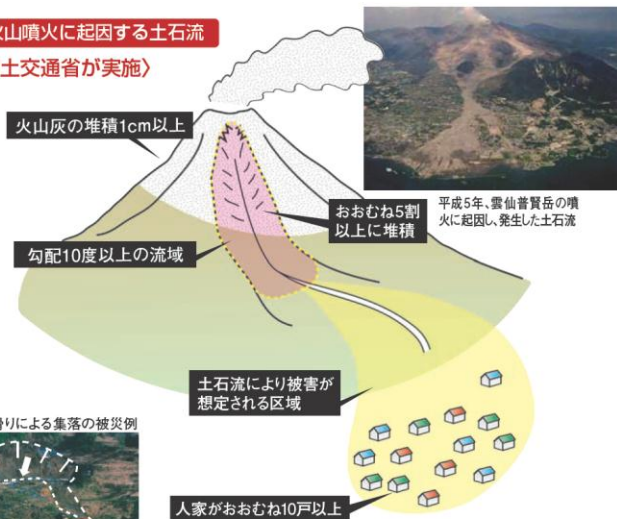 火山噴火に起因する土石流
土交通省が実施〉
火山灰の堆積1cm以上
平成5年、雲仙普賢岳の噴
火に起因し、発生した土石流
おおむね5割
以上に堆積
勾配10度以上の流域
土石流により被害が
想定される区域
滑りによる集落の被災例
人家がおおむね10戸以上